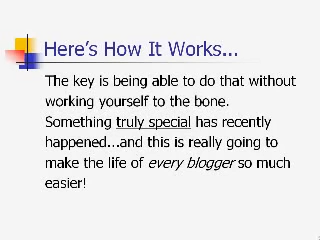 Here's How It Works...
The key is being able to do that without
working yourself to the bone.
Something truly special has recently
happened...and this is really going to
make the life of every blogger so much
easier!